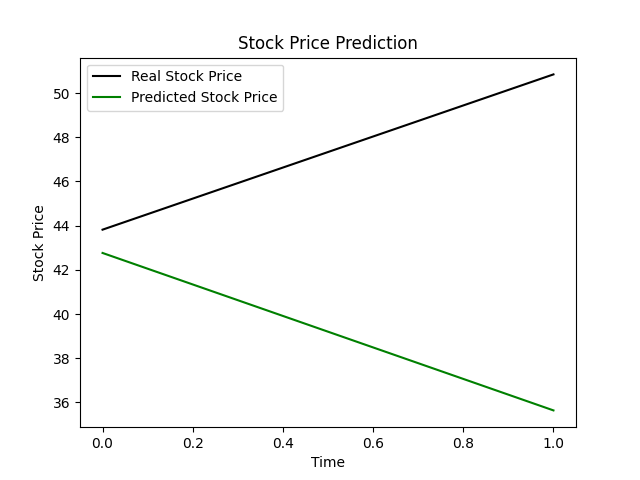 Stock Price Prediction
Real Stock Price
Predicted Stock Price
Stock Price
50
48
46
44
42
40
38
36
0.0 0.2 0.4 0.6 0.8 1.0
Time